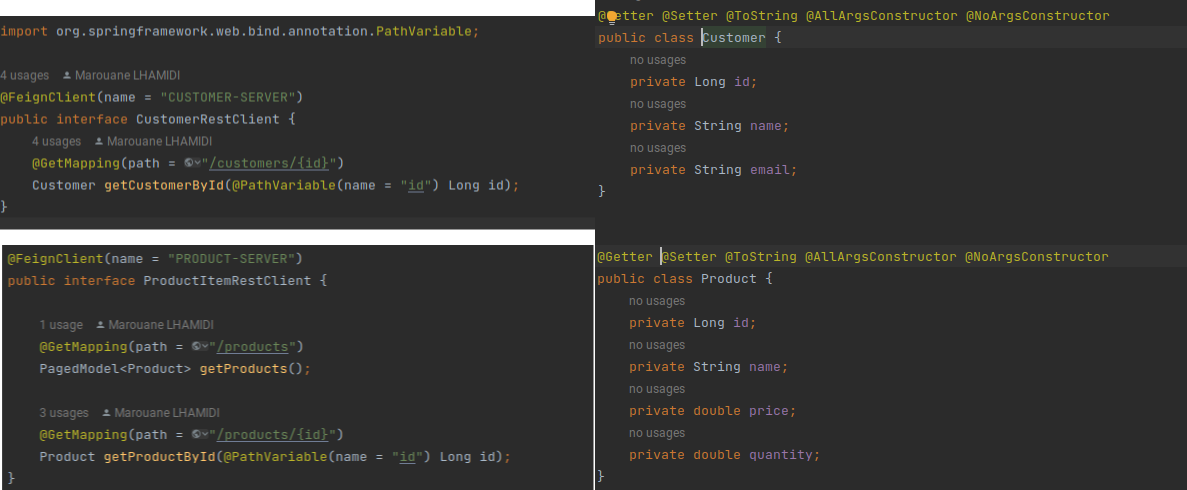 import org.springframework.web.bind.annotation.PathVariable;
4 usages Marouane LHAMIDI
@FeignClient(name = "CUSTOMER-SERVER")
public interface CustomerRestClient {
4 usages Marouane LHAMIDI
@GetMapping(path = "/customers/{id}")
Customer getCustomerById(@PathVariable(name = "id") Long id);
}
@FeignClient(name = "PRODUCT-SERVER")
public interface ProductItemRestClient {
1 usage Marouane LHAMIDI
@GetMapping(path = "/products")
PagedModel<Product> getProducts();
3 usages Marouane LHAMIDI
@GetMapping(path = "/products/{id}")
Product getProductById(@PathVariable(name = "id") Long id);
}
@Getter @Setter @ToString @AllArgsConstructor @NoArgsConstructor
public class Customer {
no usages
private Long id;
no usages
private String name;
no usages
private String email;
}
@Getter @Setter @ToString @AllArgsConstructor @NoArgsConstructor
public class Product {
no usages
private Long id;
no usages
private String name;
no usages
private double price;
no usages
private double quantity;
}